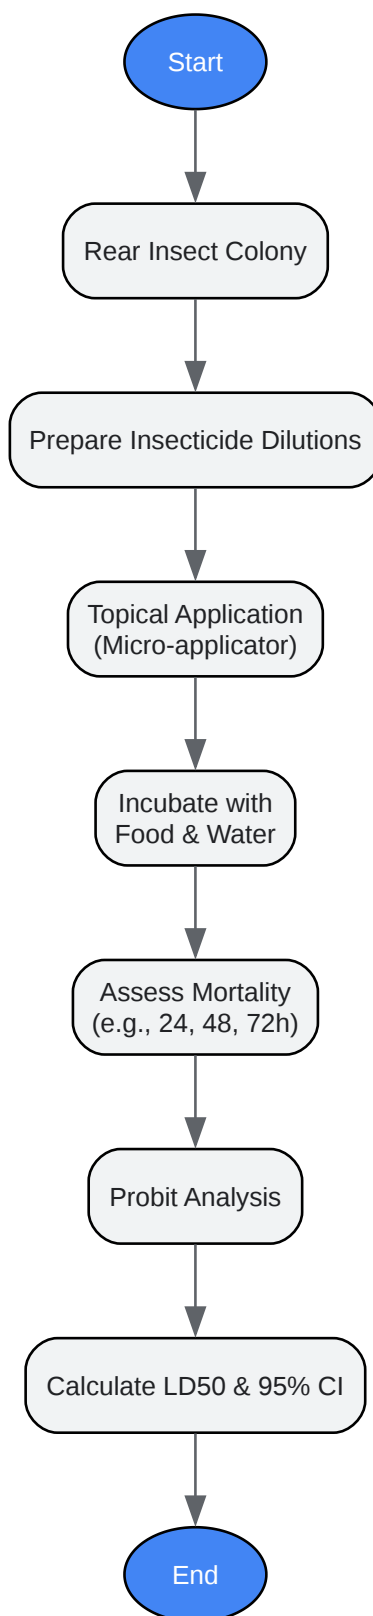 Start
Rear Insect Colony
Prepare Insecticide Dilutions
Topical Application
(Micro-applicator)
Incubate with
Food & Water
Assess Mortality
(e.g., 24, 48, 72h)
Probit Analysis
Calculate LD50 & 95% CI
End